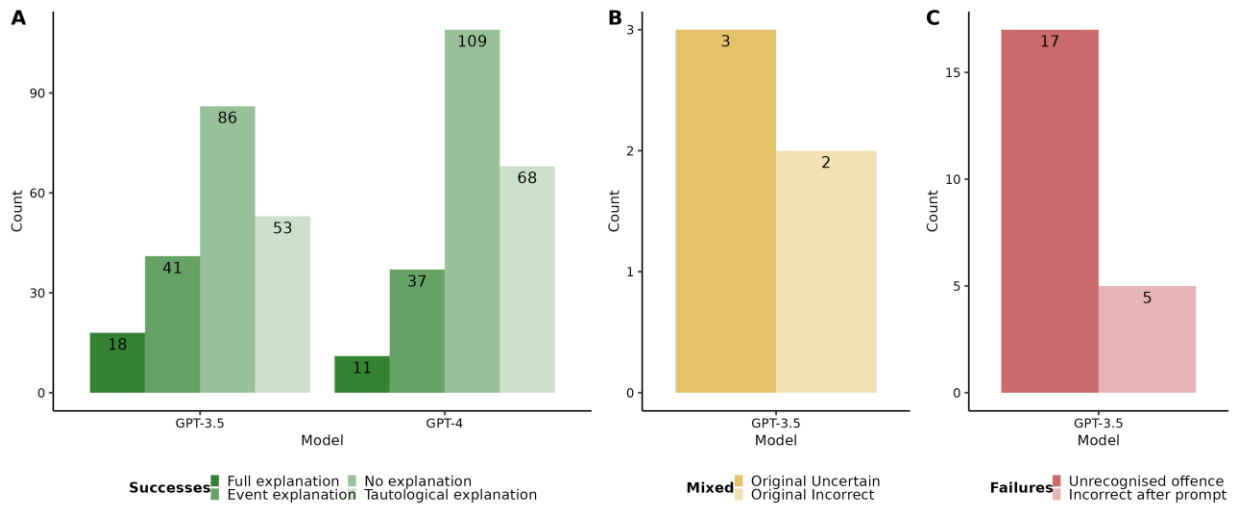 A
Count
90
60
30
0
18
41
86
53
11
37
109
68
GPT-3.5
GPT-4
Model
Successes
Full explanation
No explanation
Event explanation
Tautological explanation
B
Count
3
2
1
0
3
2
GPT-3.5
Model
Mixed
Original Uncertain
Original Incorrect
C
Count
15
10
5
0
17
5
GPT-3.5
Model
Failures
Unrecognised offence
Incorrect after prompt